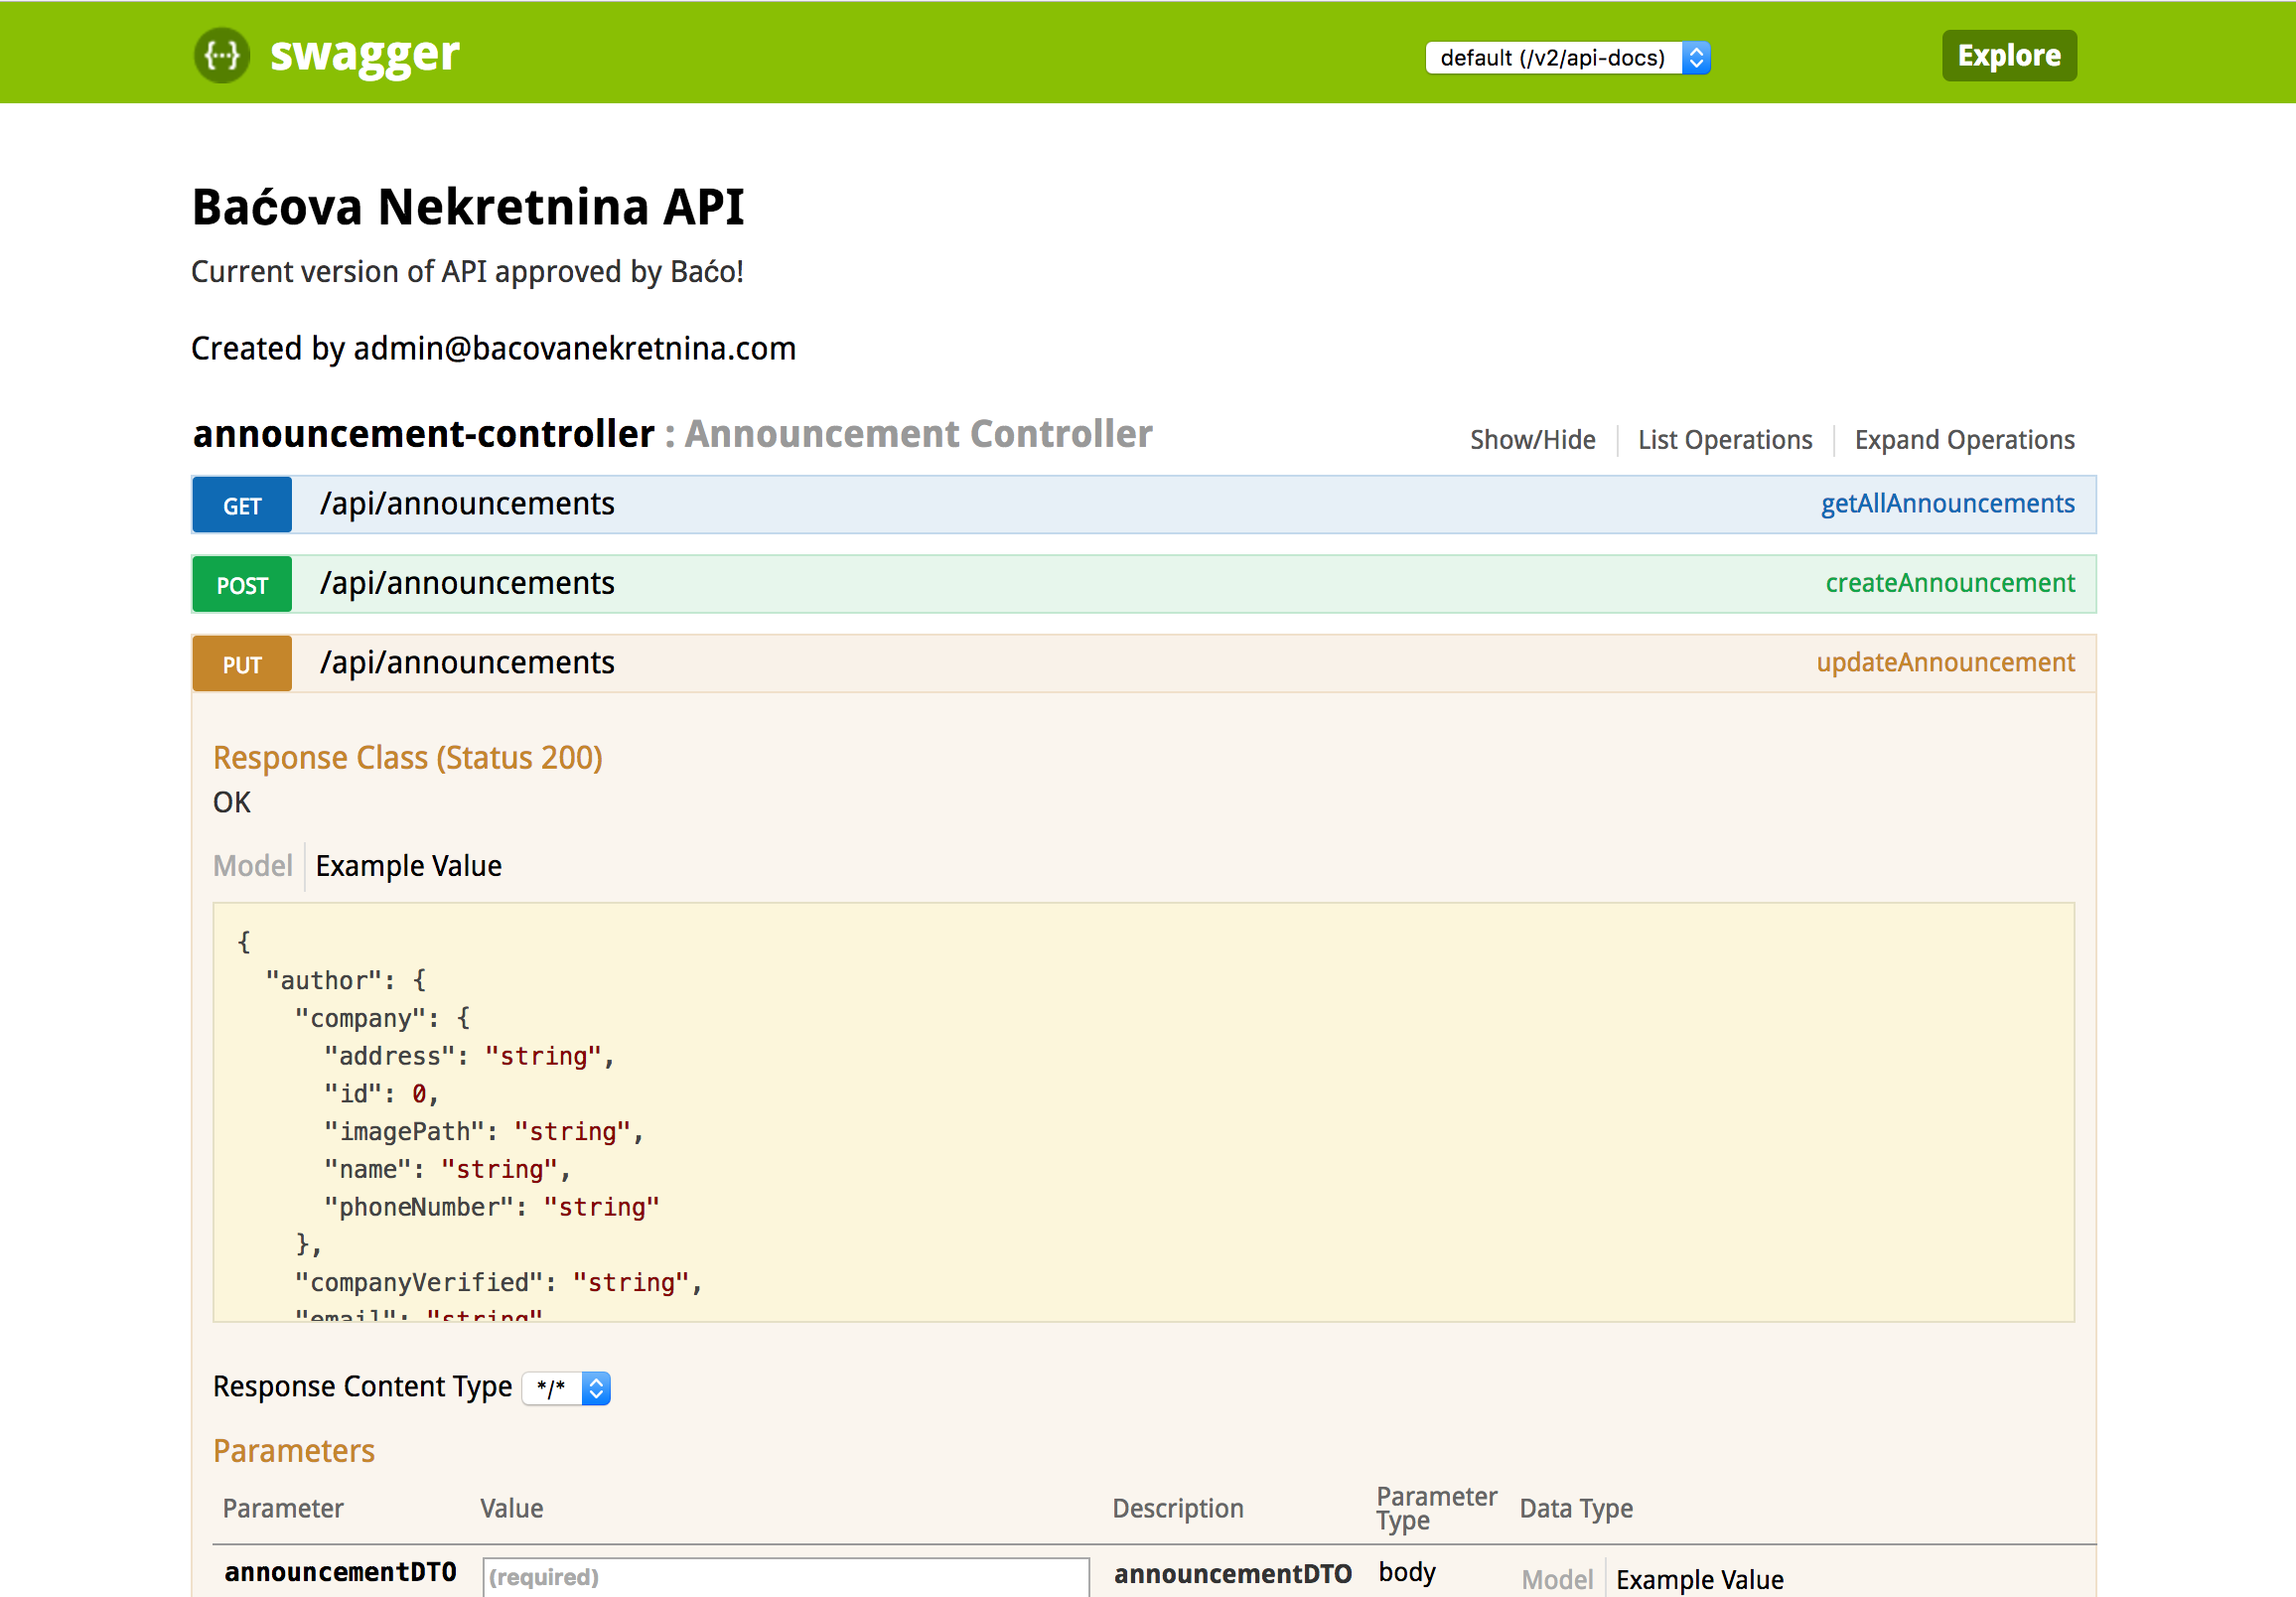 {···} swagger default (/v2/api-docs) Explore
Baćova Nekretnina API
Current version of API approved by Baćo!
Created by admin@bacovanekretnina.com
announcement-controller : Announcement Controller Show/Hide List Operations Expand Operations
GET /api/announcements getAllAnnouncements
POST /api/announcements createAnnouncement
PUT /api/announcements updateAnnouncement
Response Class (Status 200)
OK
Model Example Value
{
"author": {
"company": {
"address": "string",
"id": 0,
"imagePath": "string",
"name": "string",
"phoneNumber": "string"
},
"companyVerified": "string",
"email": "string"
Response Content Type */*
Parameters
Parameter Value Description Parameter Type Data Type
announcementDTO (required) announcementDTO body Model Example Value